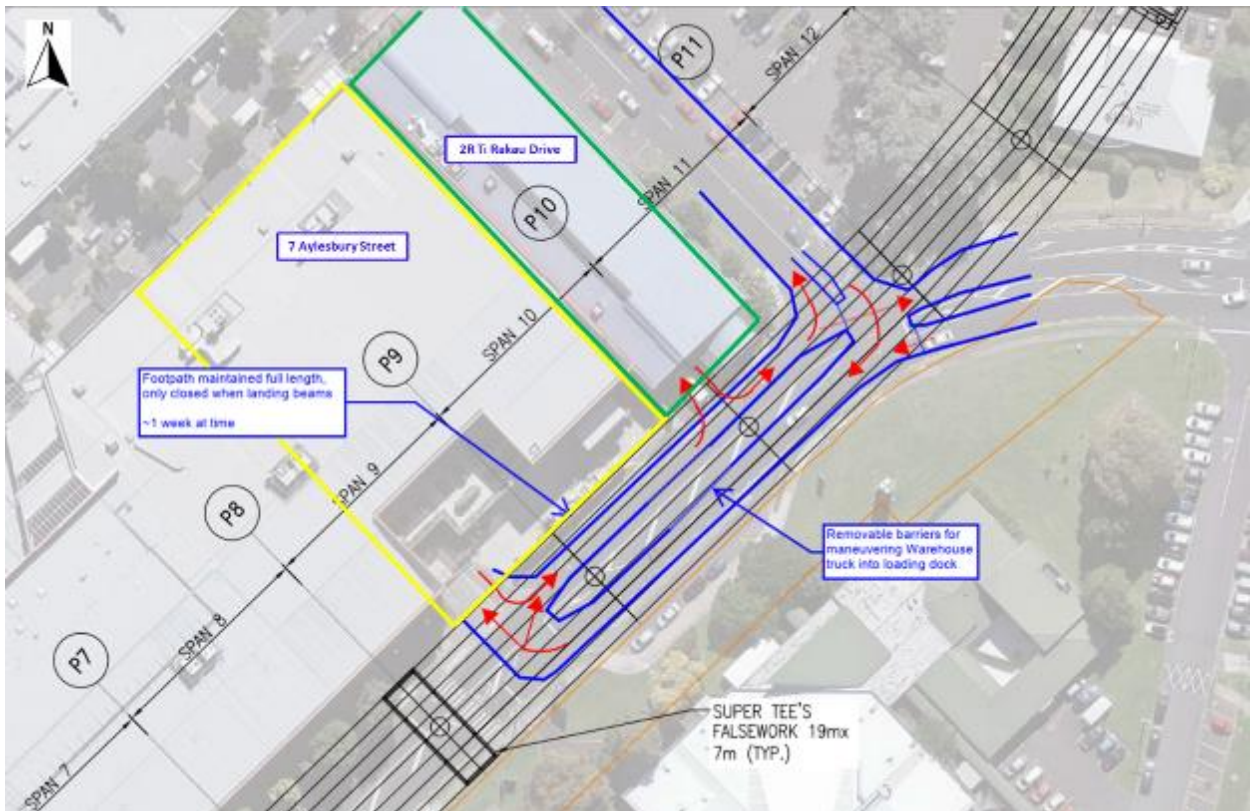 N
P11
SPAN 12
2R Ti Rakau Drive
SPAN 11
P10
7 Aylesbury Street
SPAN 10
P9
Footpath maintained full length,
only closed when landing beams
~1 week at time
SPAN 9
P8
Removable barriers for
maneuvering Warehouse
truck into loading dock
SPAN 8
P7
SUPER TEE'S
FALSEWORK 19mx
7m (TYP.)
SPAN 7